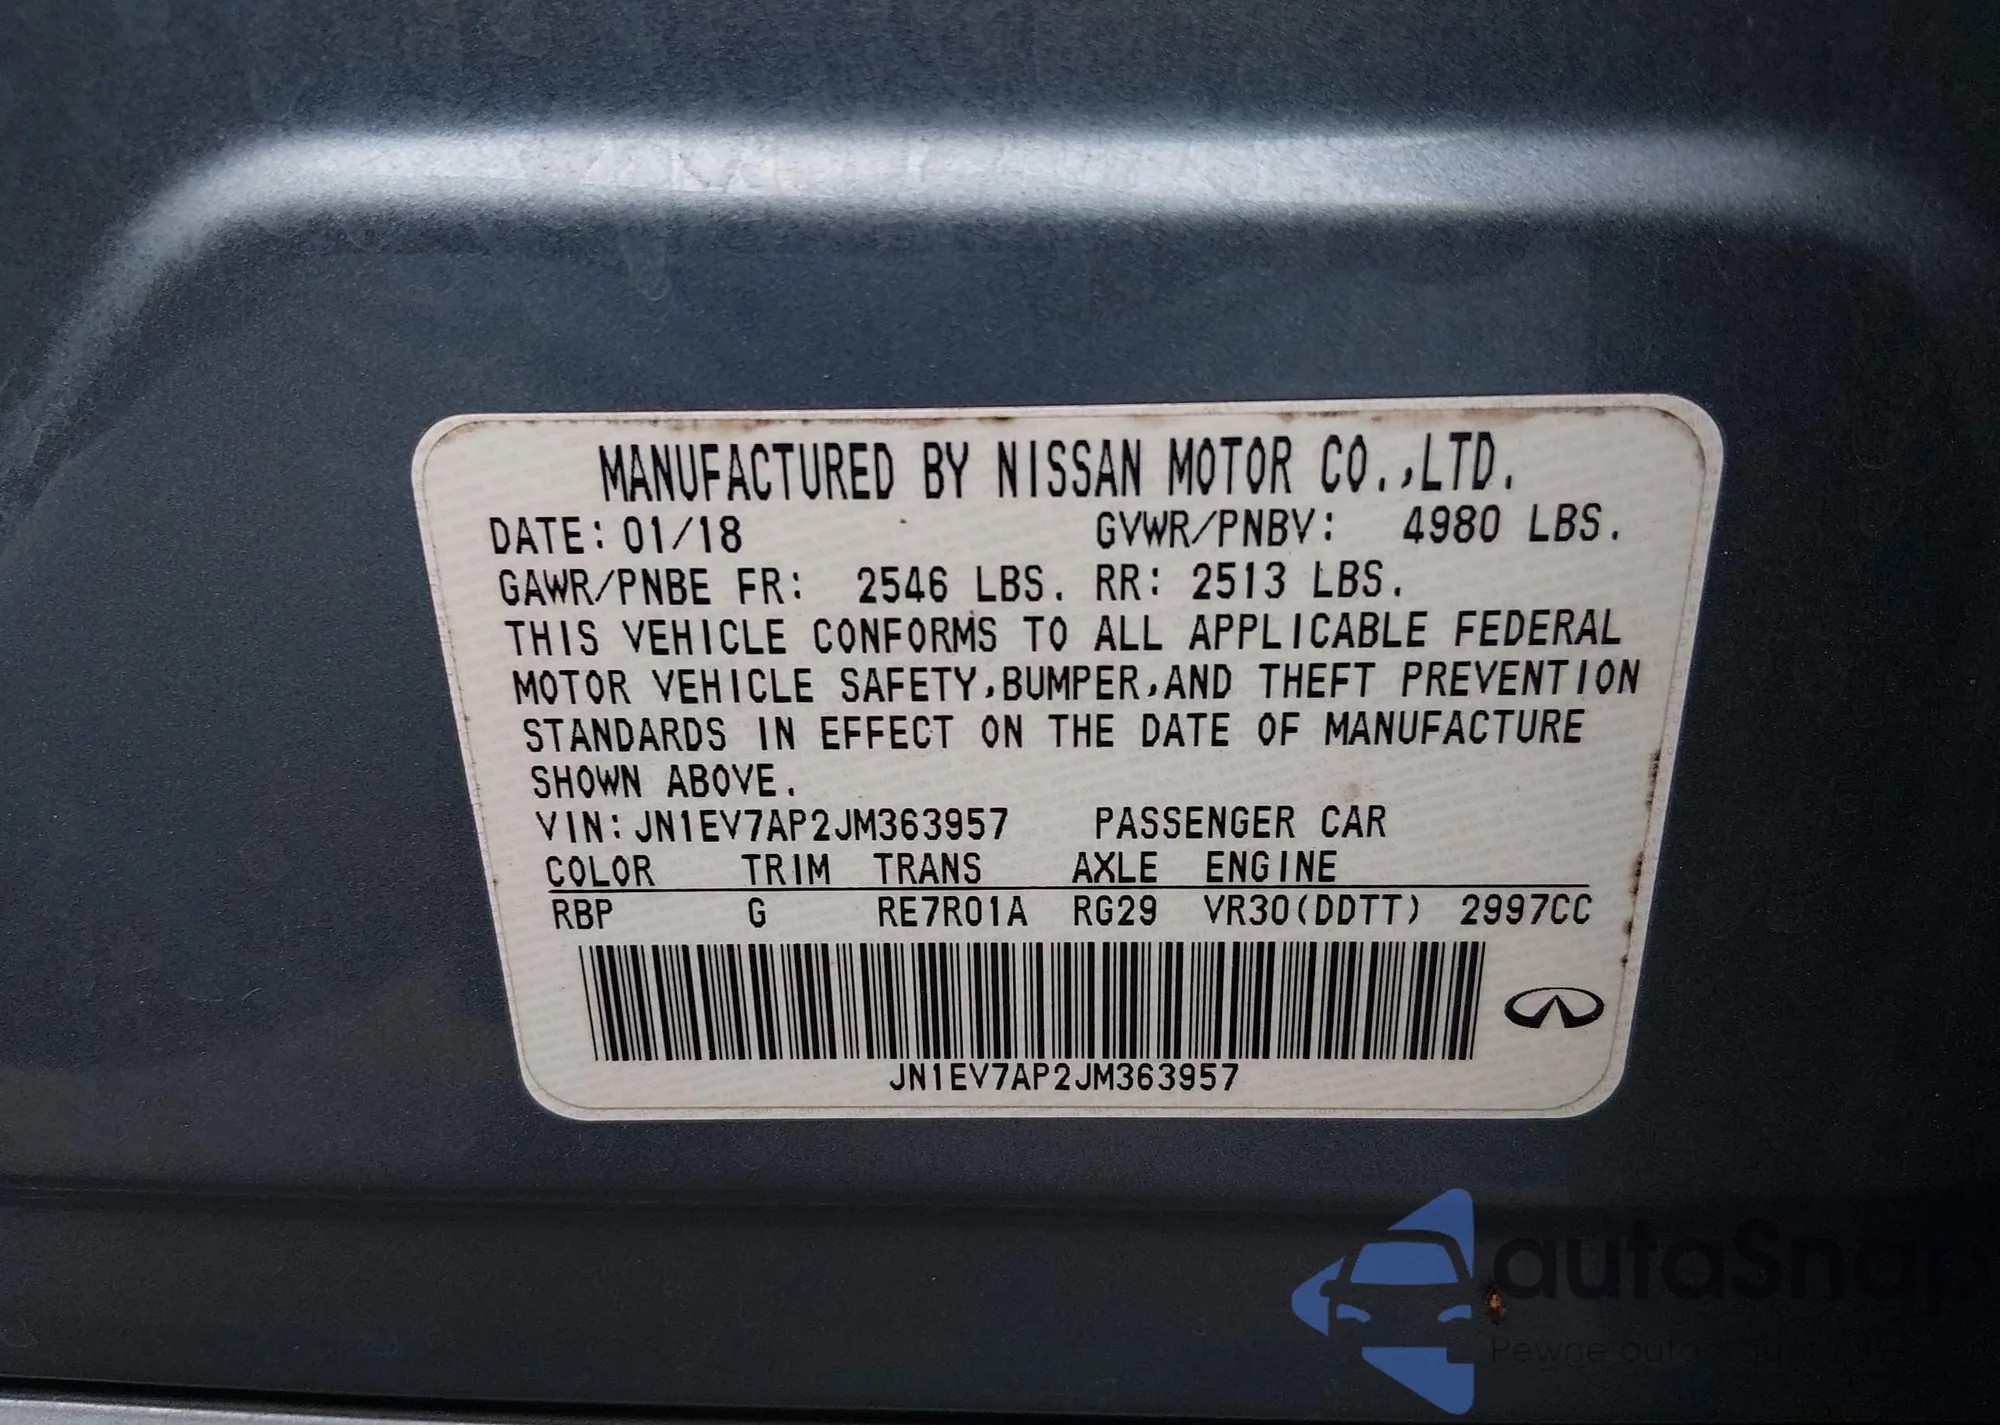 MANUFACTURED BY NISSAN MOTOR CO.,LTD.
DATE: 01/18 GVWR/PNBV: 4980 LBS.
GAWR/PNBE FR: 2546 LBS. RR: 2513 LBS.
THIS VEHICLE CONFORMS TO ALL APPLICABLE FEDERAL
MOTOR VEHICLE SAFETY,BUMPER,AND THEFT PREVENTION
STANDARDS IN EFFECT ON THE DATE OF MANUFACTURE
SHOWN ABOVE.
VIN: JN1EV7AP2JM363957 PASSENGER CAR
COLOR TRIM TRANS AXLE ENGINE
RBP G RE7R01A RG29 VR30(DDTT) 2997CC
JN1EV7AP2JM363957
autaSnap
Pewne auta